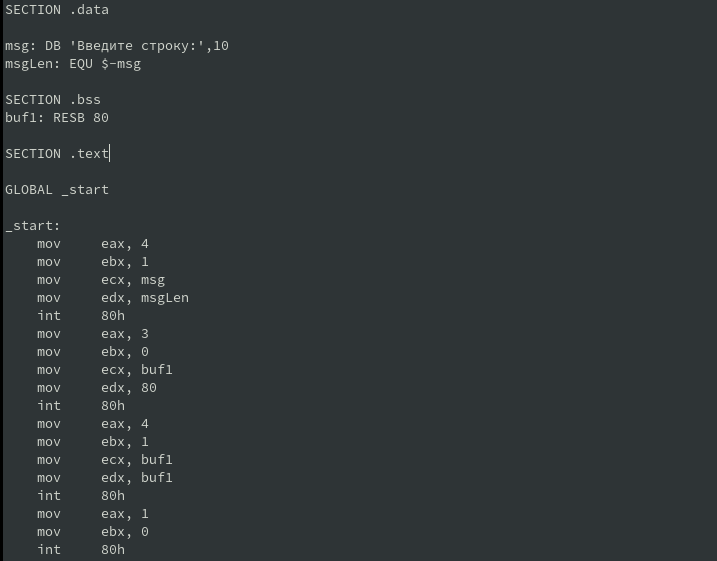 SECTION .data
msg: DB 'Введите строку:',10
msgLen: EQU $-msg
SECTION .bss
buf1: RESB 80
SECTION .text
GLOBAL _start
_start:
mov eax, 4
mov ebx, 1
mov ecx, msg
mov edx, msgLen
int 80h
mov eax, 3
mov ebx, 0
mov ecx, buf1
mov edx, 80
int 80h
mov eax, 4
mov ebx, 1
mov ecx, buf1
mov edx, buf1
int 80h
mov eax, 1
mov ebx, 0
int 80h